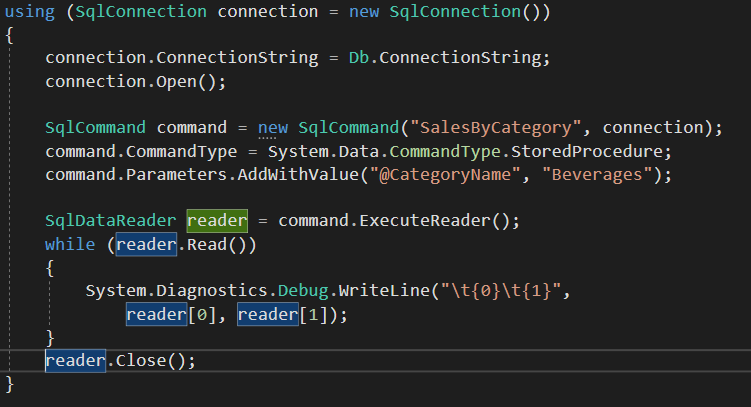 using (SqlConnection connection = new SqlConnection())
{
    connection.ConnectionString = Db.ConnectionString;
    connection.Open();

    SqlCommand command = new SqlCommand("SalesByCategory", connection);
    command.CommandType = System.Data.CommandType.StoredProcedure;
    command.Parameters.AddWithValue("@CategoryName", "Beverages");

    SqlDataReader reader = command.ExecuteReader();
    while (reader.Read())
    {
        System.Diagnostics.Debug.WriteLine("\t{0}\t{1}",
            reader[0], reader[1]);
    }
    reader.Close();
}